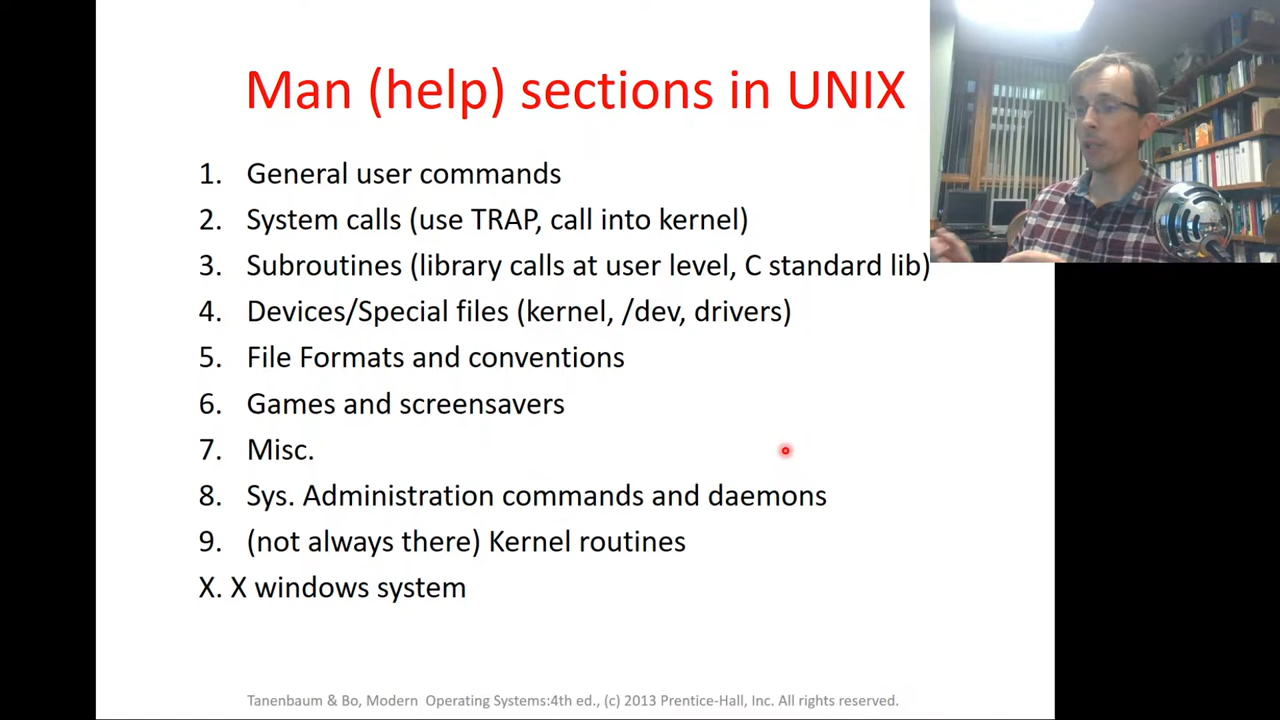 Man (help) sections in UNIX
1. General user commands
2. System calls (use TRAP, call into kernel)
3. Subroutines (library calls at user level, C standard lib)
4. Devices/Special files (kernel, /dev, drivers)
5. File Formats and conventions
6. Games and screensavers
7. Misc.
8. Sys. Administration commands and daemons
9. (not always there) Kernel routines
X. X windows system
Tanenbaum & Bo, Modern Operating Systems:4th ed., (c) 2013 Prentice-Hall, Inc. All rights reserved.